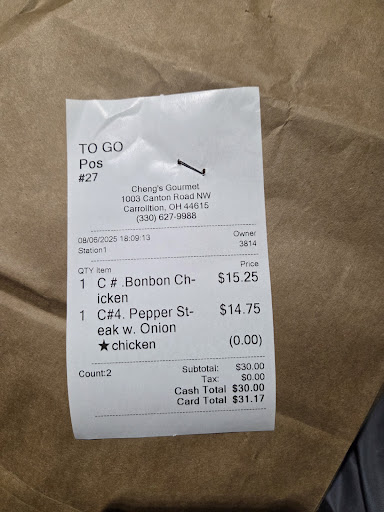 TO GO
Pos
#27
Cheng's Gourmet
1003 Canton Road NW
Carrolltion, OH 44615
(330) 627-9988
08/06/2025 18:09:13 Owner
Station1 3814
QTY Item Price
1 C # .Bonbon Ch- $15.25
icken
1 C#4. Pepper St- $14.75
eak w. Onion
★chicken (0.00)
Count:2 Subtotal: $30.00
Tax: $0.00
Cash Total $30.00
Card Total $31.17